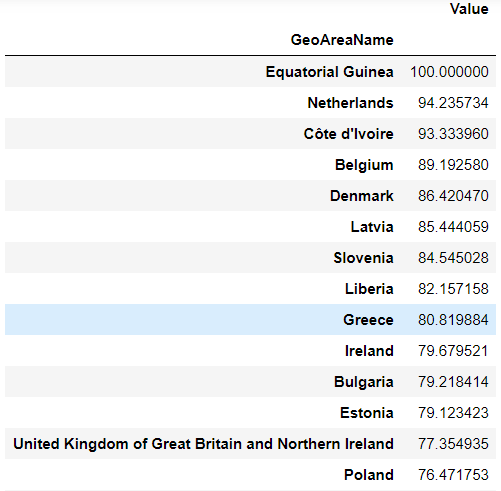 Value
GeoAreaName
Equatorial Guinea 100.000000
Netherlands 94.235734
Côte d'Ivoire 93.333960
Belgium 89.192580
Denmark 86.420470
Latvia 85.444059
Slovenia 84.545028
Liberia 82.157158
Greece 80.819884
Ireland 79.679521
Bulgaria 79.218414
Estonia 79.123423
United Kingdom of Great Britain and Northern Ireland 77.354935
Poland 76.471753